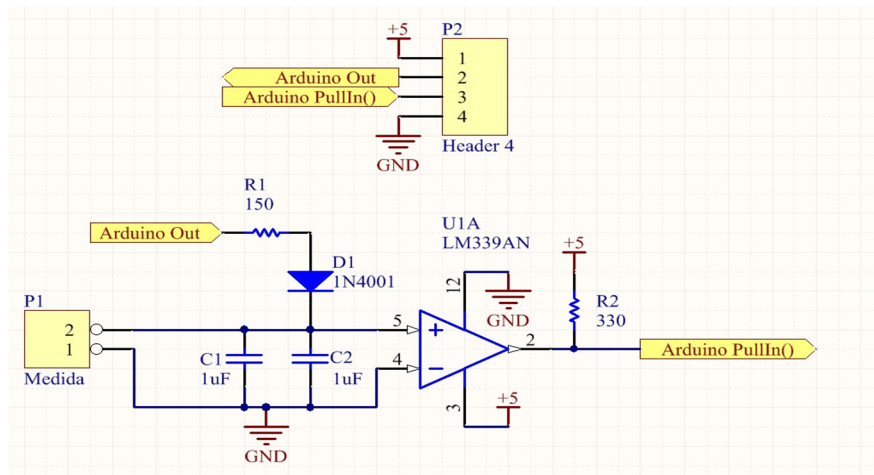 +5
P2
1
Arduino Out
2
Arduino PullIn()
3
4
GND
Header 4
R1
150
Arduino Out
U1A
LM339AN
+5
D1
1N4001
12
GND
R2
330
P1
2
1
5
+
2
Arduino PullIn()
4
-
C1
1uF
C2
1uF
Medida
3
+5
GND